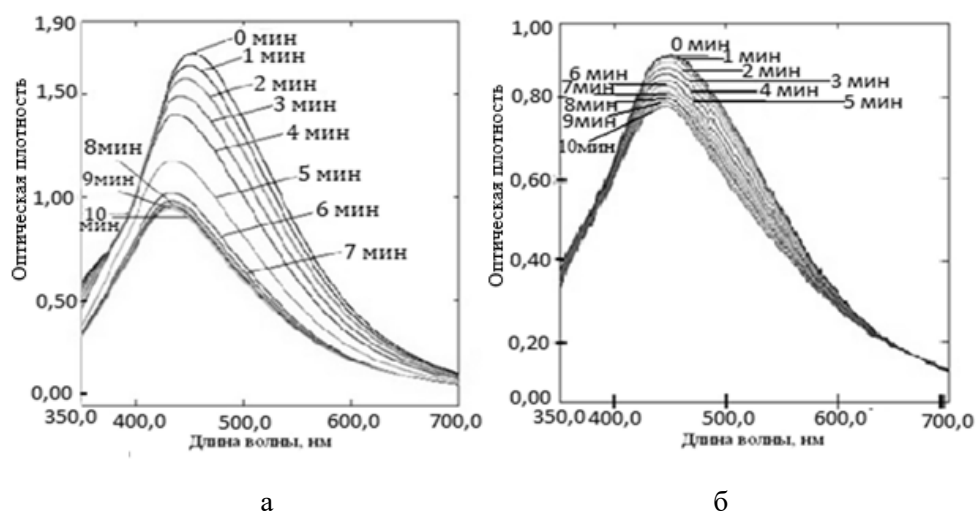 1,90
1,50
1,00
0,50
0,00
350,0
400,0
500,0
600,0
700,0
Оптическая плотность
Длина волны, нм
0 мин
1 мин
2 мин
3 мин
4 мин
5 мин
6 мин
7 мин
8мин
9мин
10
мин
а
1,00
0,80
0,60
0,40
0,20
350,0
400,0
500,0
600,0
700,0
Оптическая плотность
Длина волны, нм
0 мин
1 мин
2 мин
3 мин
4 мин
5 мин
6 мин
7мин
8мин
9мин
10мин
б